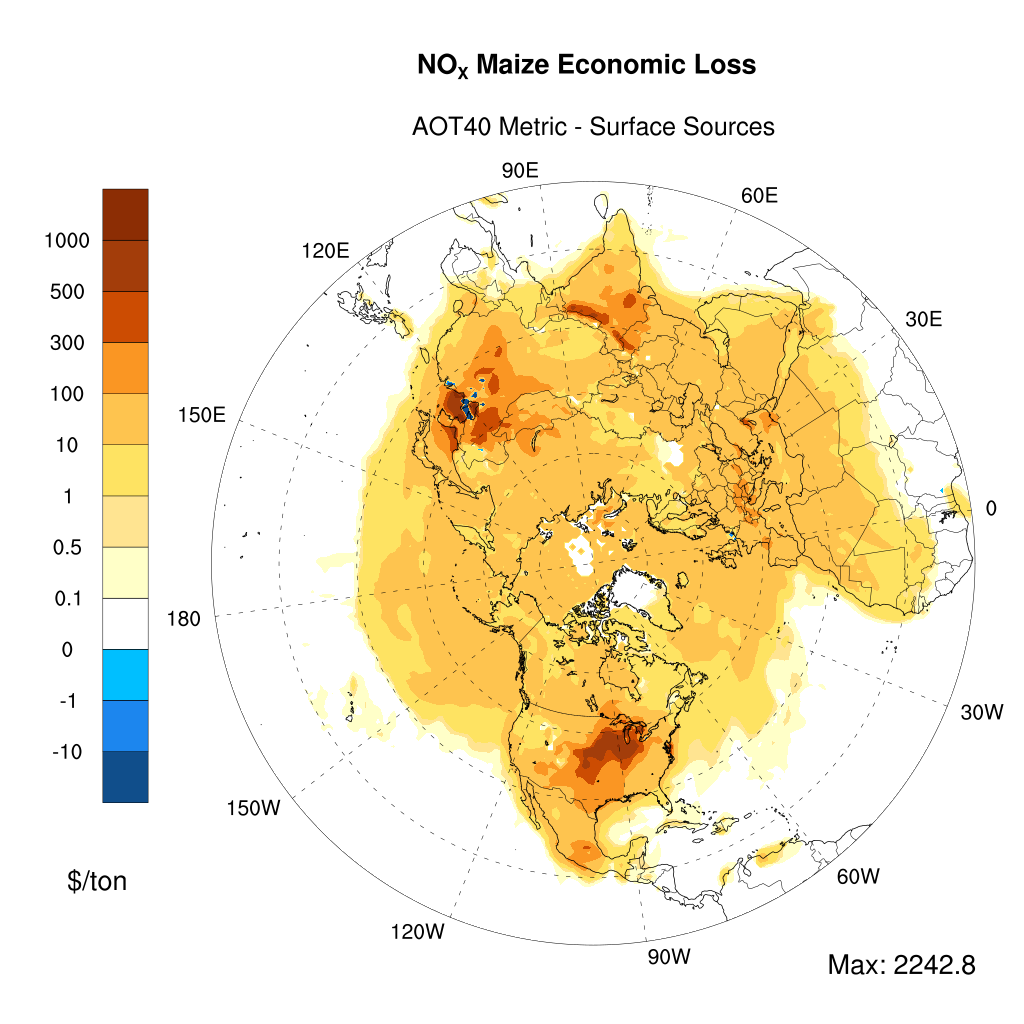 NOX Maize Economic Loss
AOT40 Metric - Surface Sources
90E
60E
120E
30E
150E
0
180
30W
150W
60W
120W
90W
1000
500
300
100
10
1
0.5
0.1
0
-1
-10
$/ton
Max: 2242.8